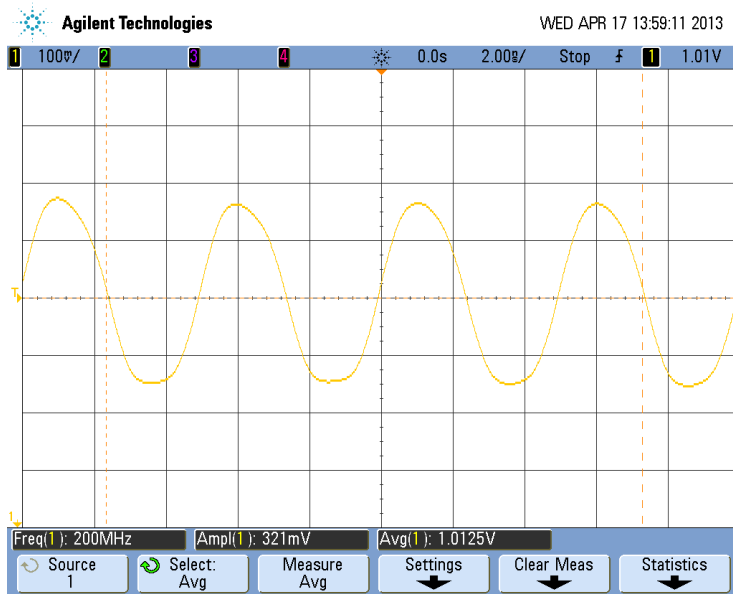 Agilent Technologies WED APR 17 13:59:11 2013
1 100mV/ 2 3 4 0.0s 2.00ns/ Stop 1 1.01V
T
1
Freq(1): 200MHz Ampl(1): 321mV Avg(1): 1.0125V
Source Select: Measure Settings Clear Meas Statistics
1 Avg Avg